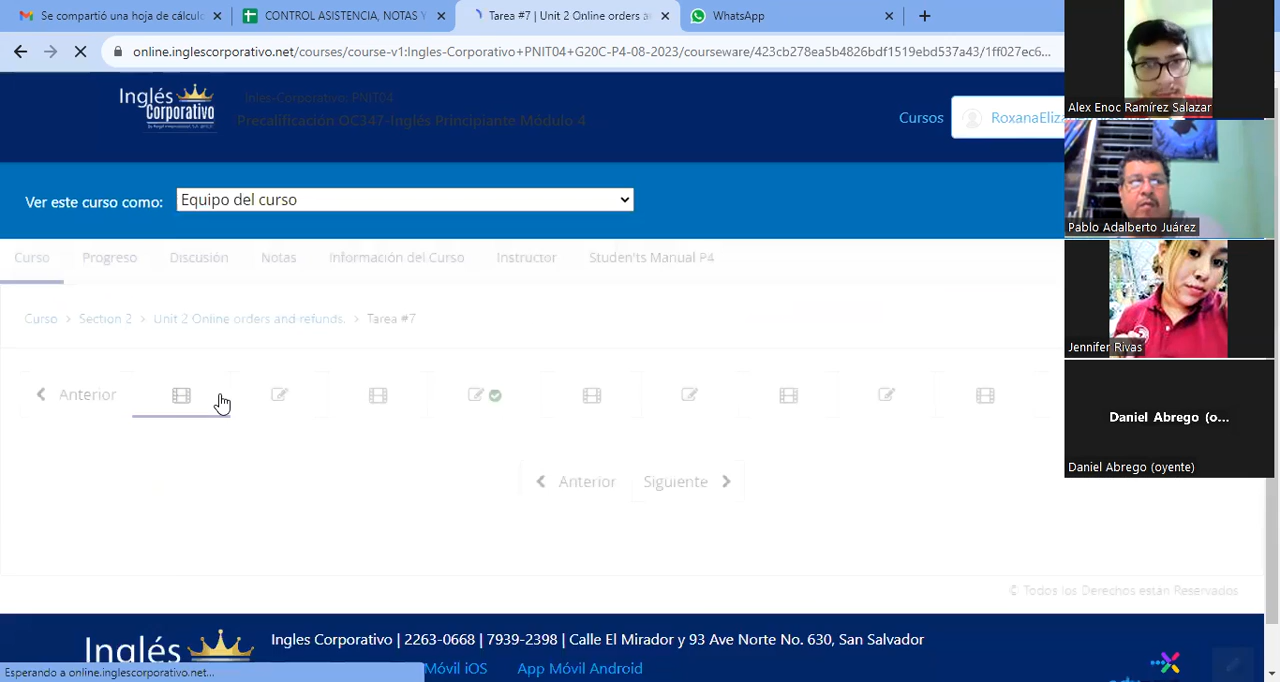 Se compartió una hoja de cálcul
CONTROL ASISTENCIA, NOTAS Y
Tarea #7 | Unit 2 Online orders a
WhatsApp
online.inglescorporativo.net/courses/course-v1:Ingles-Corporativo+PNIT04+G20C-P4-08-2023/courseware/423cb278ea5b4826bdf1519ebd537a43/1ff027ec6...
Inglés
Corporativo
Inles-Corporativo: PNIT04
Precalificación OC347-Inglés Principiante Módulo 4
Cursos
RoxanaEliza
Ver este curso como:
Equipo del curso
Curso
Progreso
Discusión
Notas
Información del Curso
Instructor
Studen'ts Manual P4
Curso > Section 2 > Unit 2 Online orders and refunds. > Tarea #7
Anterior
Anterior
Siguiente
© Todos los Derechos están Reservados
Inglés
Ingles Corporativo | 2263-0668 | 7939-2398 | Calle El Mirador y 93 Ave Norte No. 630, San Salvador
Móvil iOS
App Móvil Android
Esperando a online.inglescorporativo.net...
Alex Enoc Ramírez Salazar
Pablo Adalberto Juárez
Jennifer Rivas
Daniel Abrego (o...
Daniel Abrego (oyente)